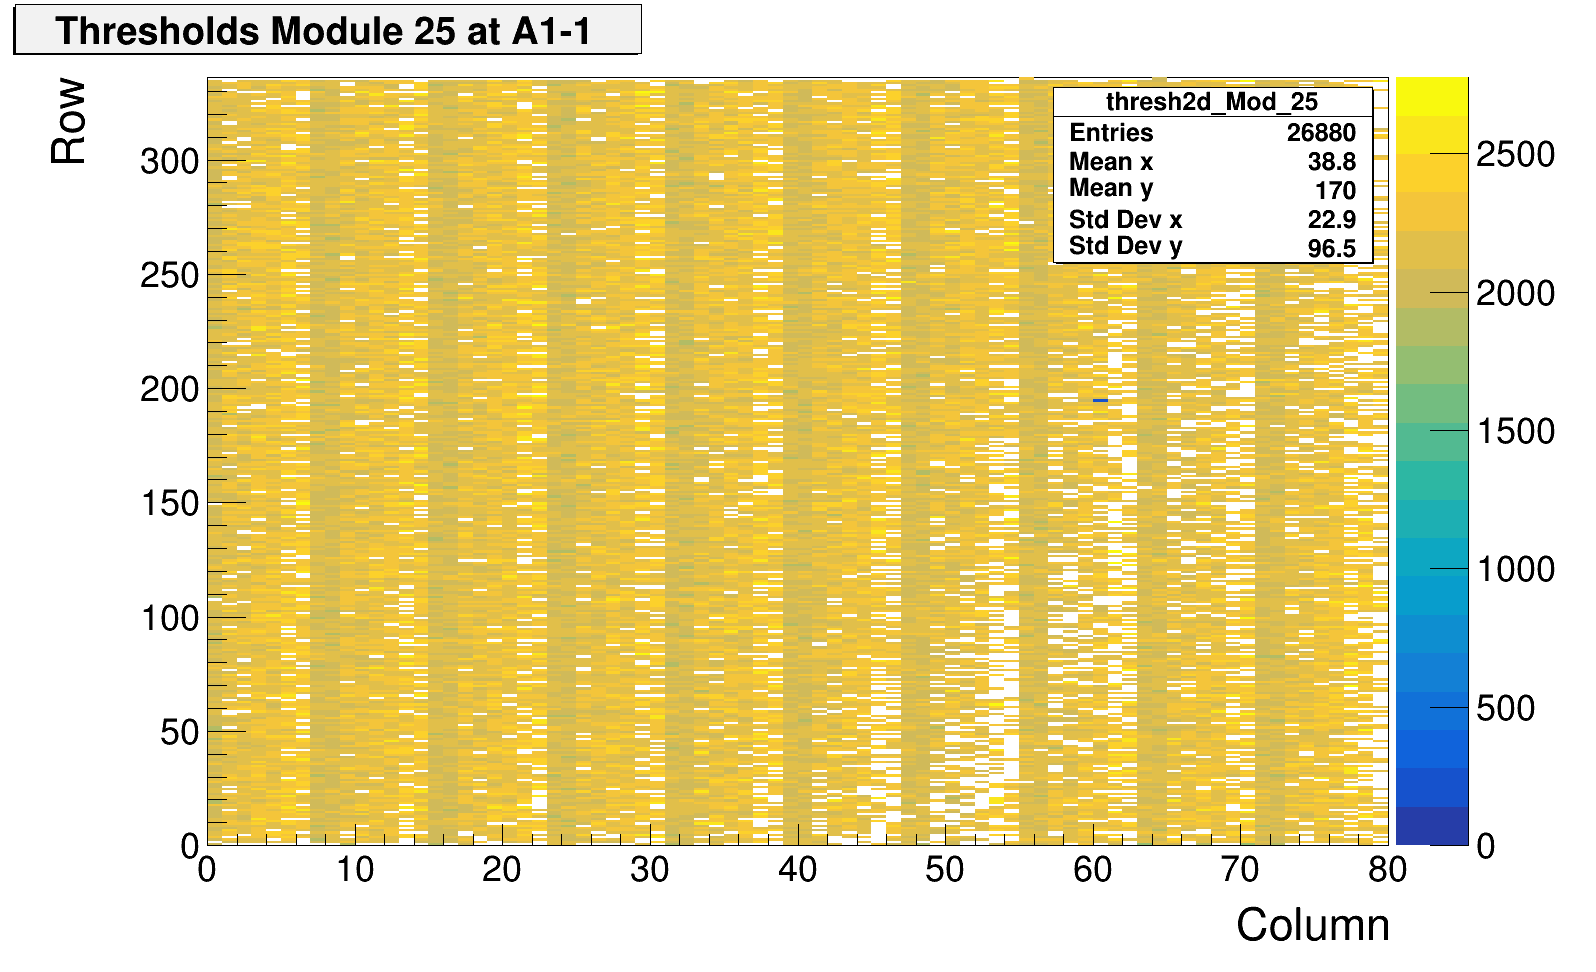 Thresholds Module 25 at A1-1
Row
thresh2d_Mod_25
Entries 26880
Mean x 38.8
Mean y 170
Std Dev x 22.9
Std Dev y 96.5
300
250
200
150
100
50
0
0 10 20 30 40 50 60 70 80
Column
2500
2000
1500
1000
500
0